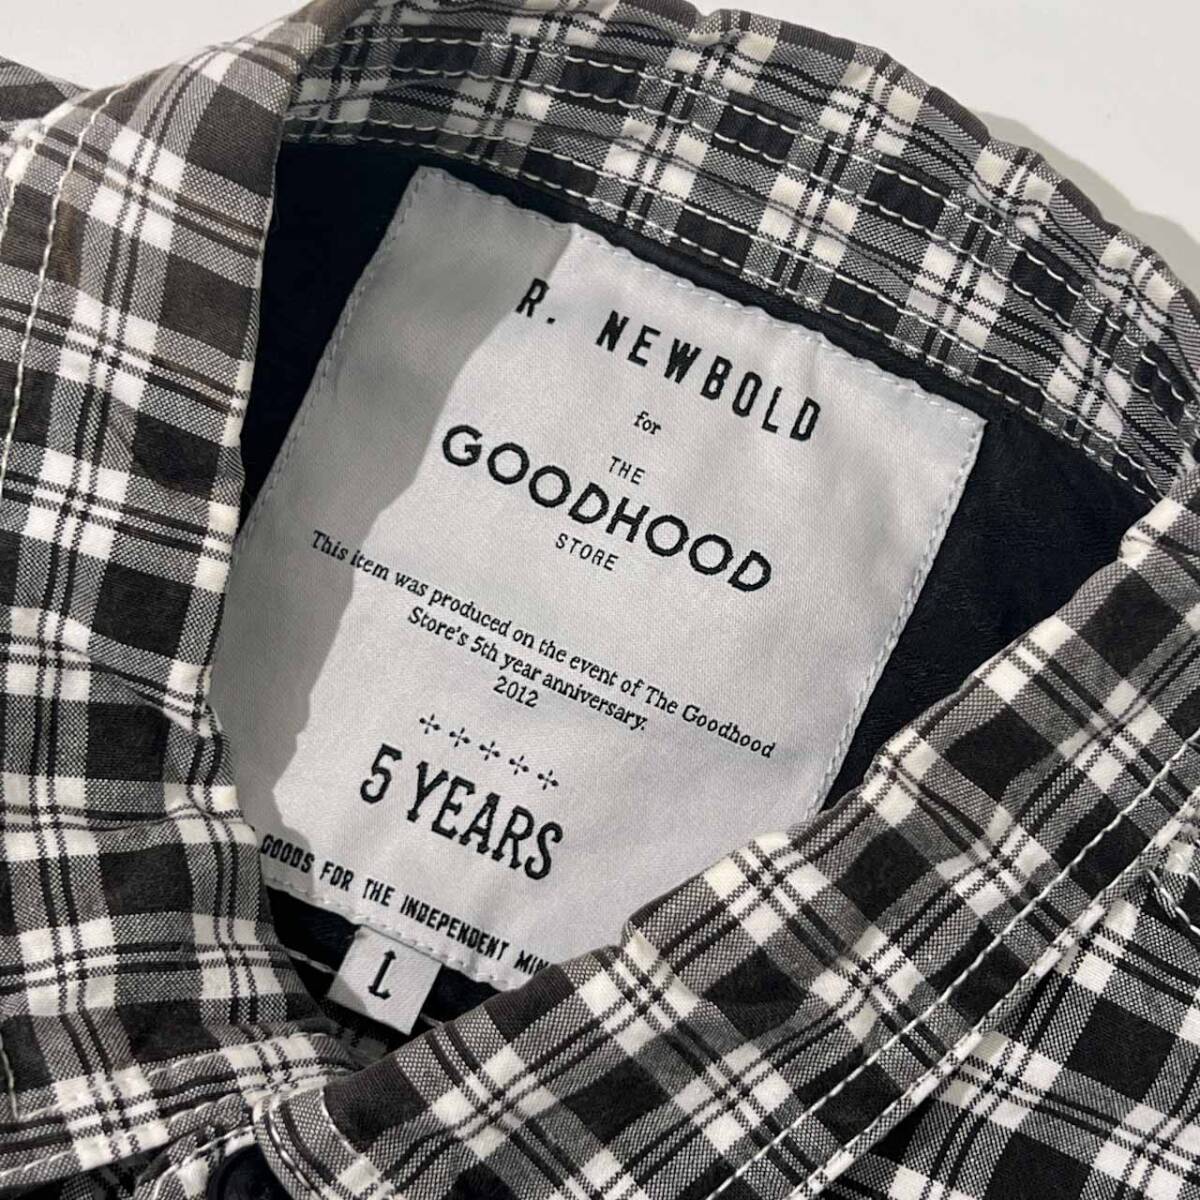 R. NEWBOLD
for
THE
GOODHOOD
STORE
This item was produced on the event of The Goodhood
Store's 5th year anniversary.
2012
5 YEARS
GOODS FOR THE INDEPENDENT MIN
L